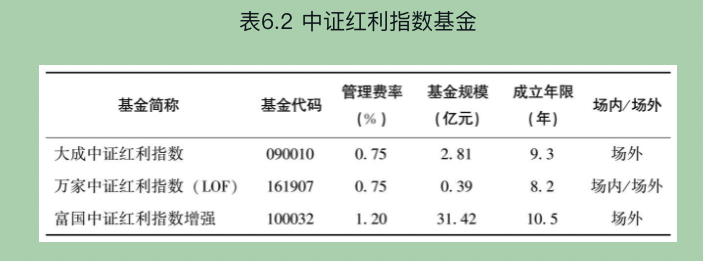 表6.2 中证红利指数基金
基金简称 基金代码 管理费率（%） 基金规模（亿元） 成立年限（年） 场内/场外
大成中证红利指数 090010 0.75 2.81 9.3 场外
万家中证红利指数（LOF） 161907 0.75 0.39 8.2 场内/场外
富国中证红利指数增强 100032 1.20 31.42 10.5 场外